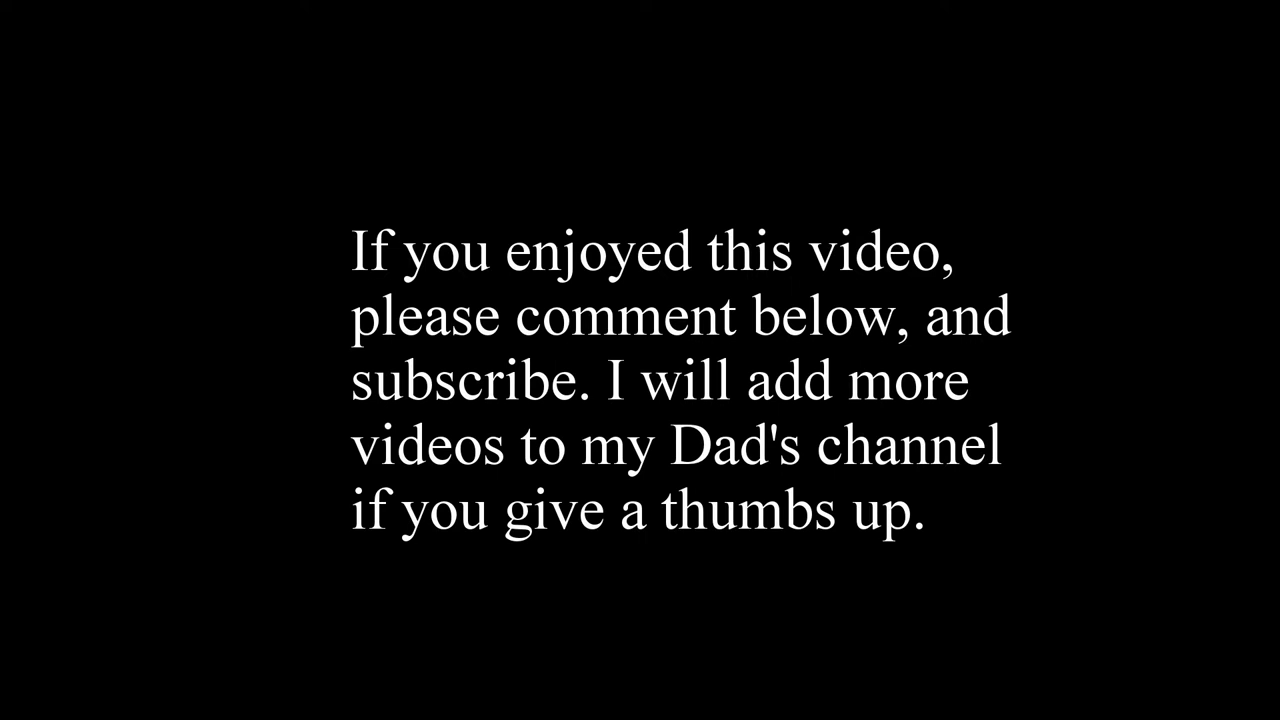 If you enjoyed this video,
please comment below, and
subscribe. I will add more
videos to my Dad's channel
if you give a thumbs up.